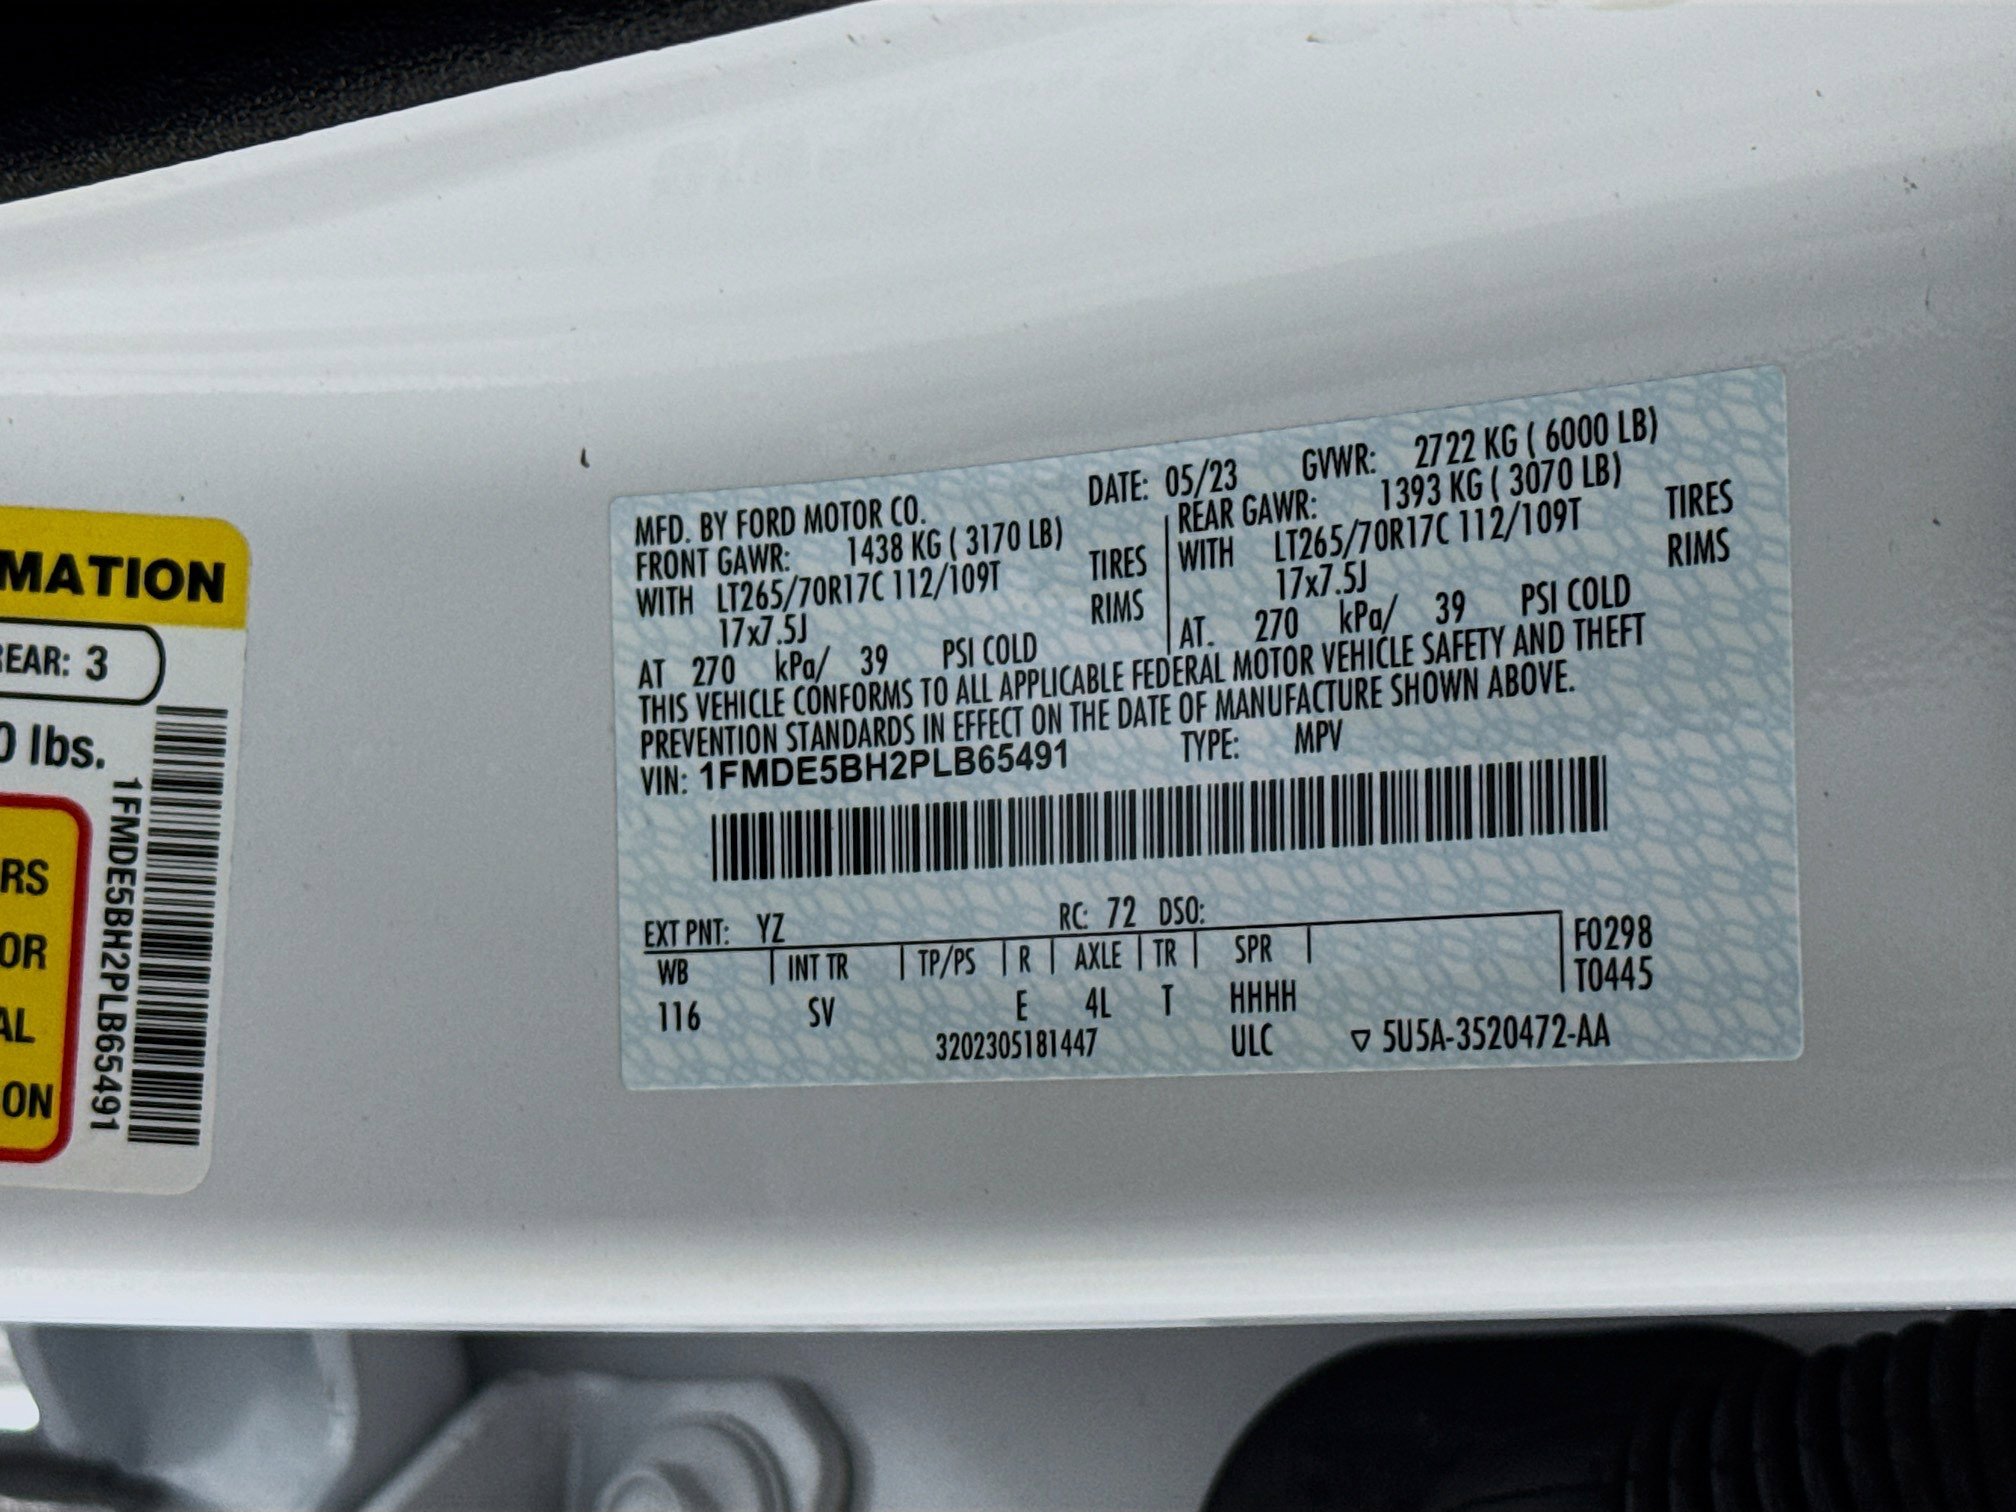 MATION
REAR: 3
0 lbs.
RS
OR
AL
ON
1FMDE5BH2PLB65491
MFD. BY FORD MOTOR CO. DATE: 05/23 GVWR: 2722 KG ( 6000 LB)
FRONT GAWR: 1438 KG ( 3170 LB) REAR GAWR: 1393 KG ( 3070 LB)
WITH LT265/70R17C 112/109T TIRES WITH LT265/70R17C 112/109T TIRES
17x7.5J RIMS 17x7.5J RIMS
AT 270 kPa/ 39 PSI COLD AT. 270 kPa/ 39 PSI COLD
THIS VEHICLE CONFORMS TO ALL APPLICABLE FEDERAL MOTOR VEHICLE SAFETY AND THEFT
PREVENTION STANDARDS IN EFFECT ON THE DATE OF MANUFACTURE SHOWN ABOVE.
VIN: 1FMDE5BH2PLB65491 TYPE: MPV
EXT PNT: YZ RC: 72 DSO:
WB INT TR TP/PS R AXLE TR SPR F0298
116 SV E 4L T HHHH T0445
3202305181447 ULC ▽ 5U5A-3520472-AA